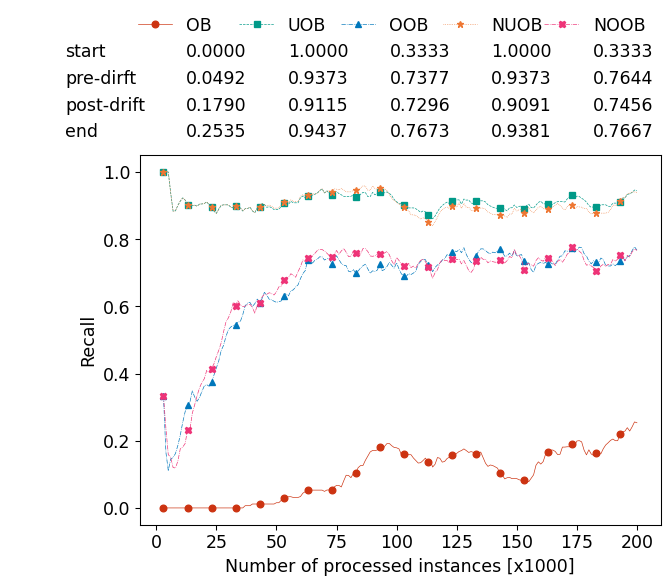 OB UOB OOB NUOB NOOB
start 0.0000 1.0000 0.3333 1.0000 0.3333
pre-dirft 0.0492 0.9373 0.7377 0.9373 0.7644
post-drift 0.1790 0.9115 0.7296 0.9091 0.7456
end 0.2535 0.9437 0.7673 0.9381 0.7667
1.0
0.8
0.6
0.4
0.2
0.0
Recall
0 25 50 75 100 125 150 175 200
Number of processed instances [x1000]